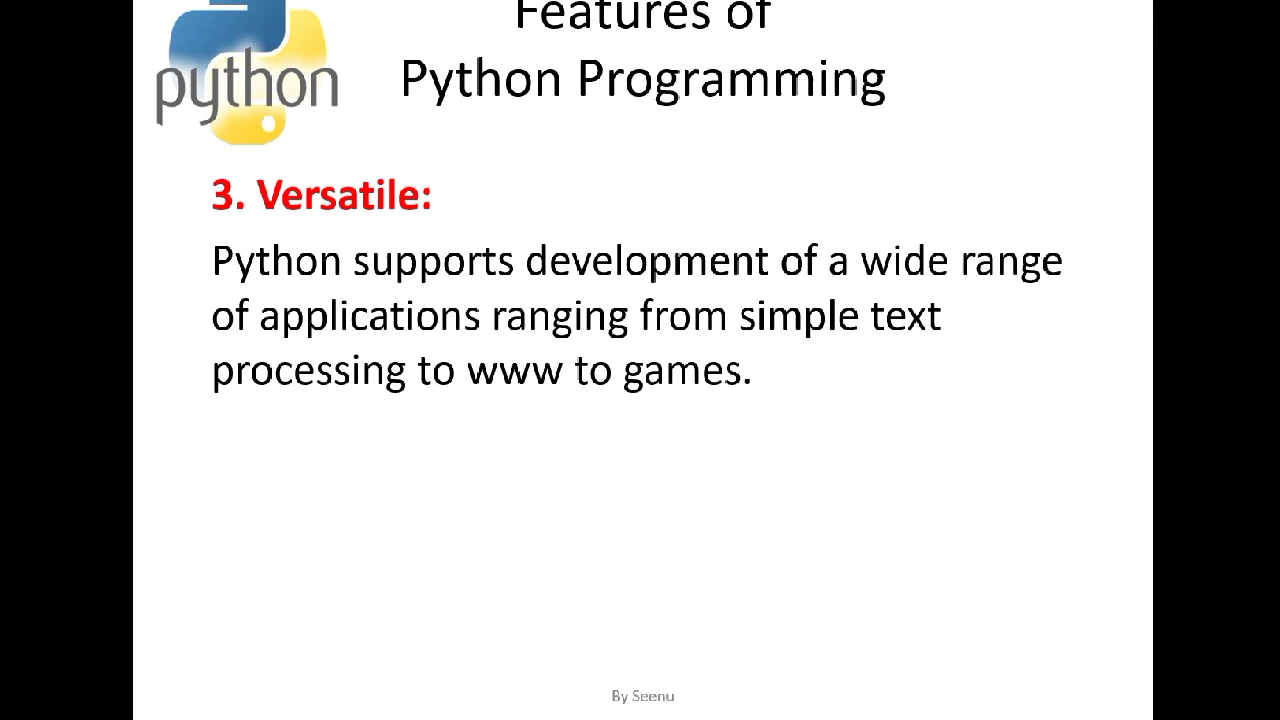 Features of
Python Programming
python
3. Versatile:
Python supports development of a wide range
of applications ranging from simple text
processing to www to games.
By Seenu